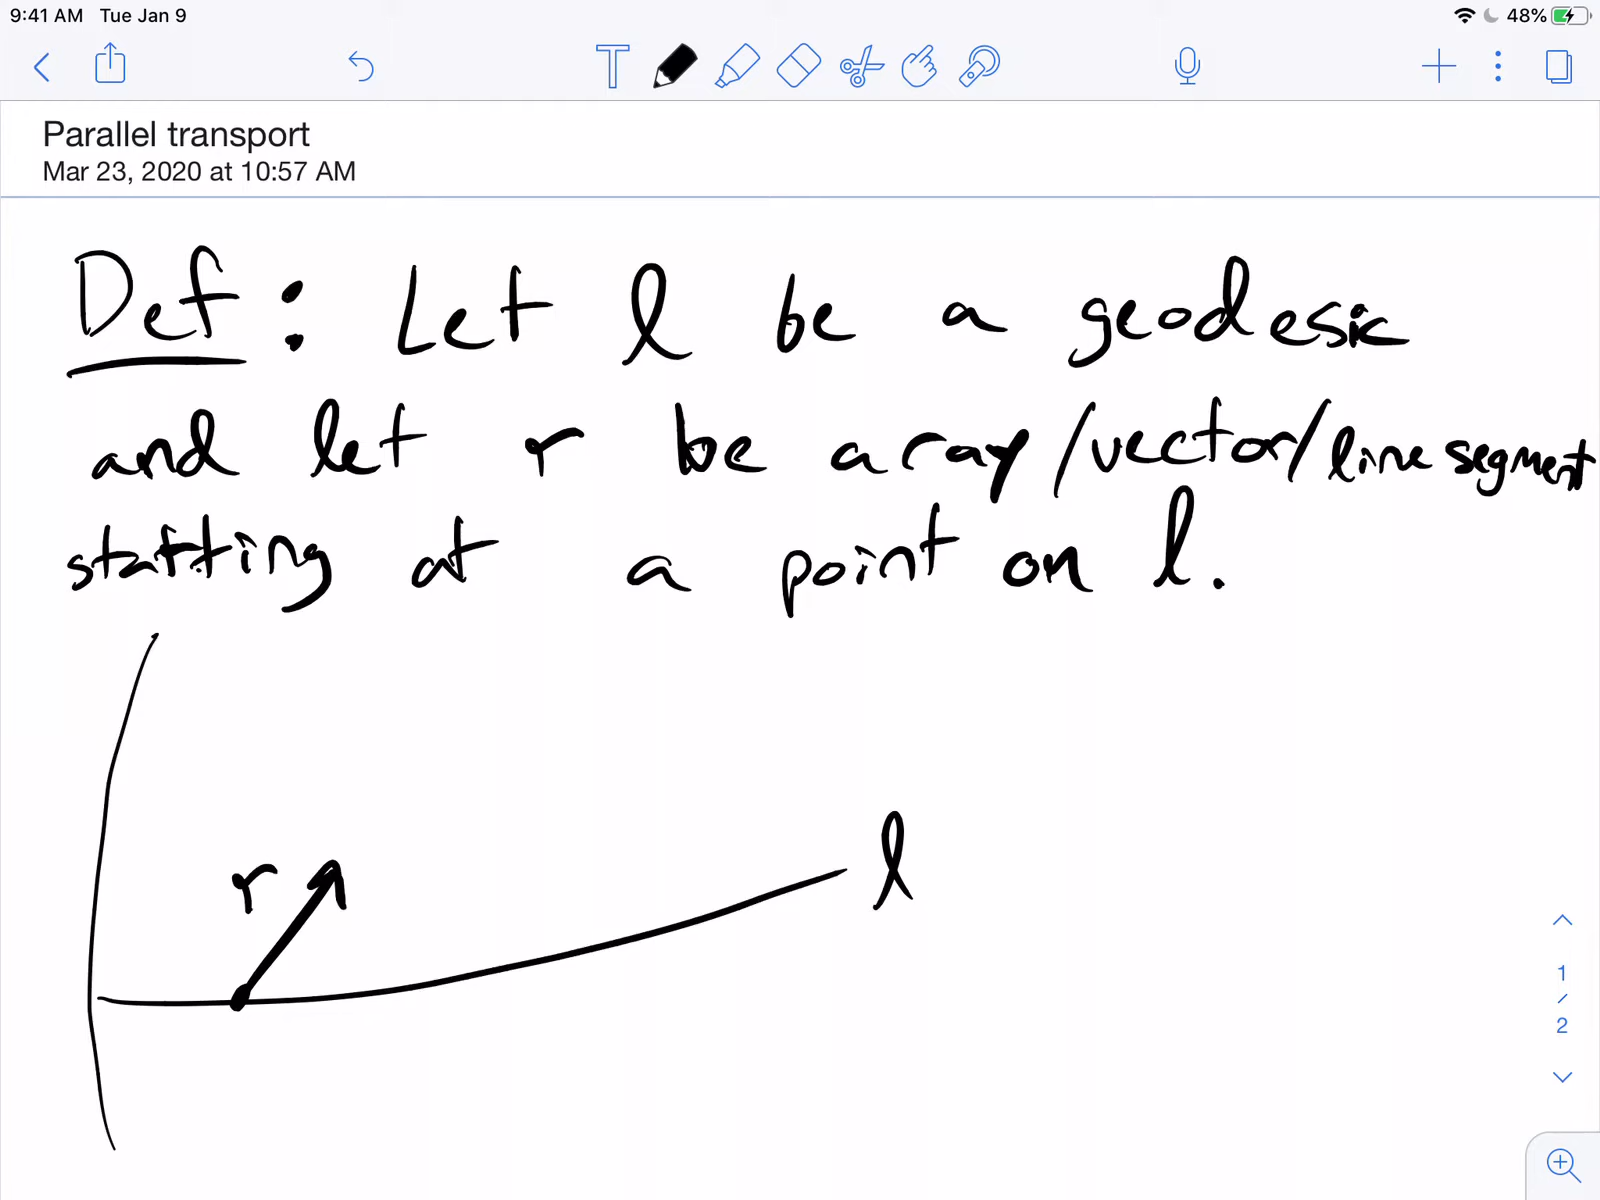 9:41 AM Tue Jan 9 48%
T
Parallel transport
Mar 23, 2020 at 10:57 AM
Def: Let l be a geodesic
and let r be a ray/vector/line segment
starting at a point on l.
r
l
1
/
2